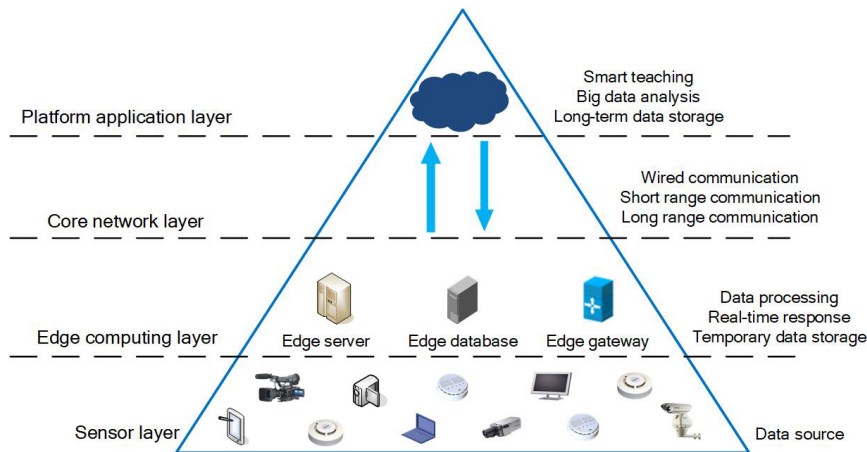 Smart teaching
Big data analysis
Platform application layer
Long-term data storage
Wired communication
Short range communication
Core network layer
Long range communication
Data processing
Real-time response
Edge computing layer
Edge server
Edge database
Edge gateway
Temporary data storage
Sensor layer
Data source